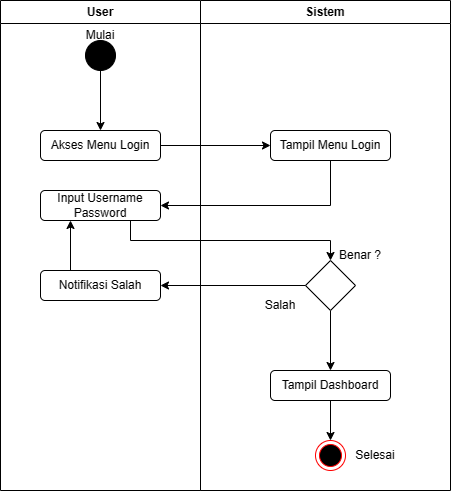 User
Sistem
Mulai
Akses Menu Login
Tampil Menu Login
Input Username
Password
Benar ?
Notifikasi Salah
Salah
Tampil Dashboard
Selesai